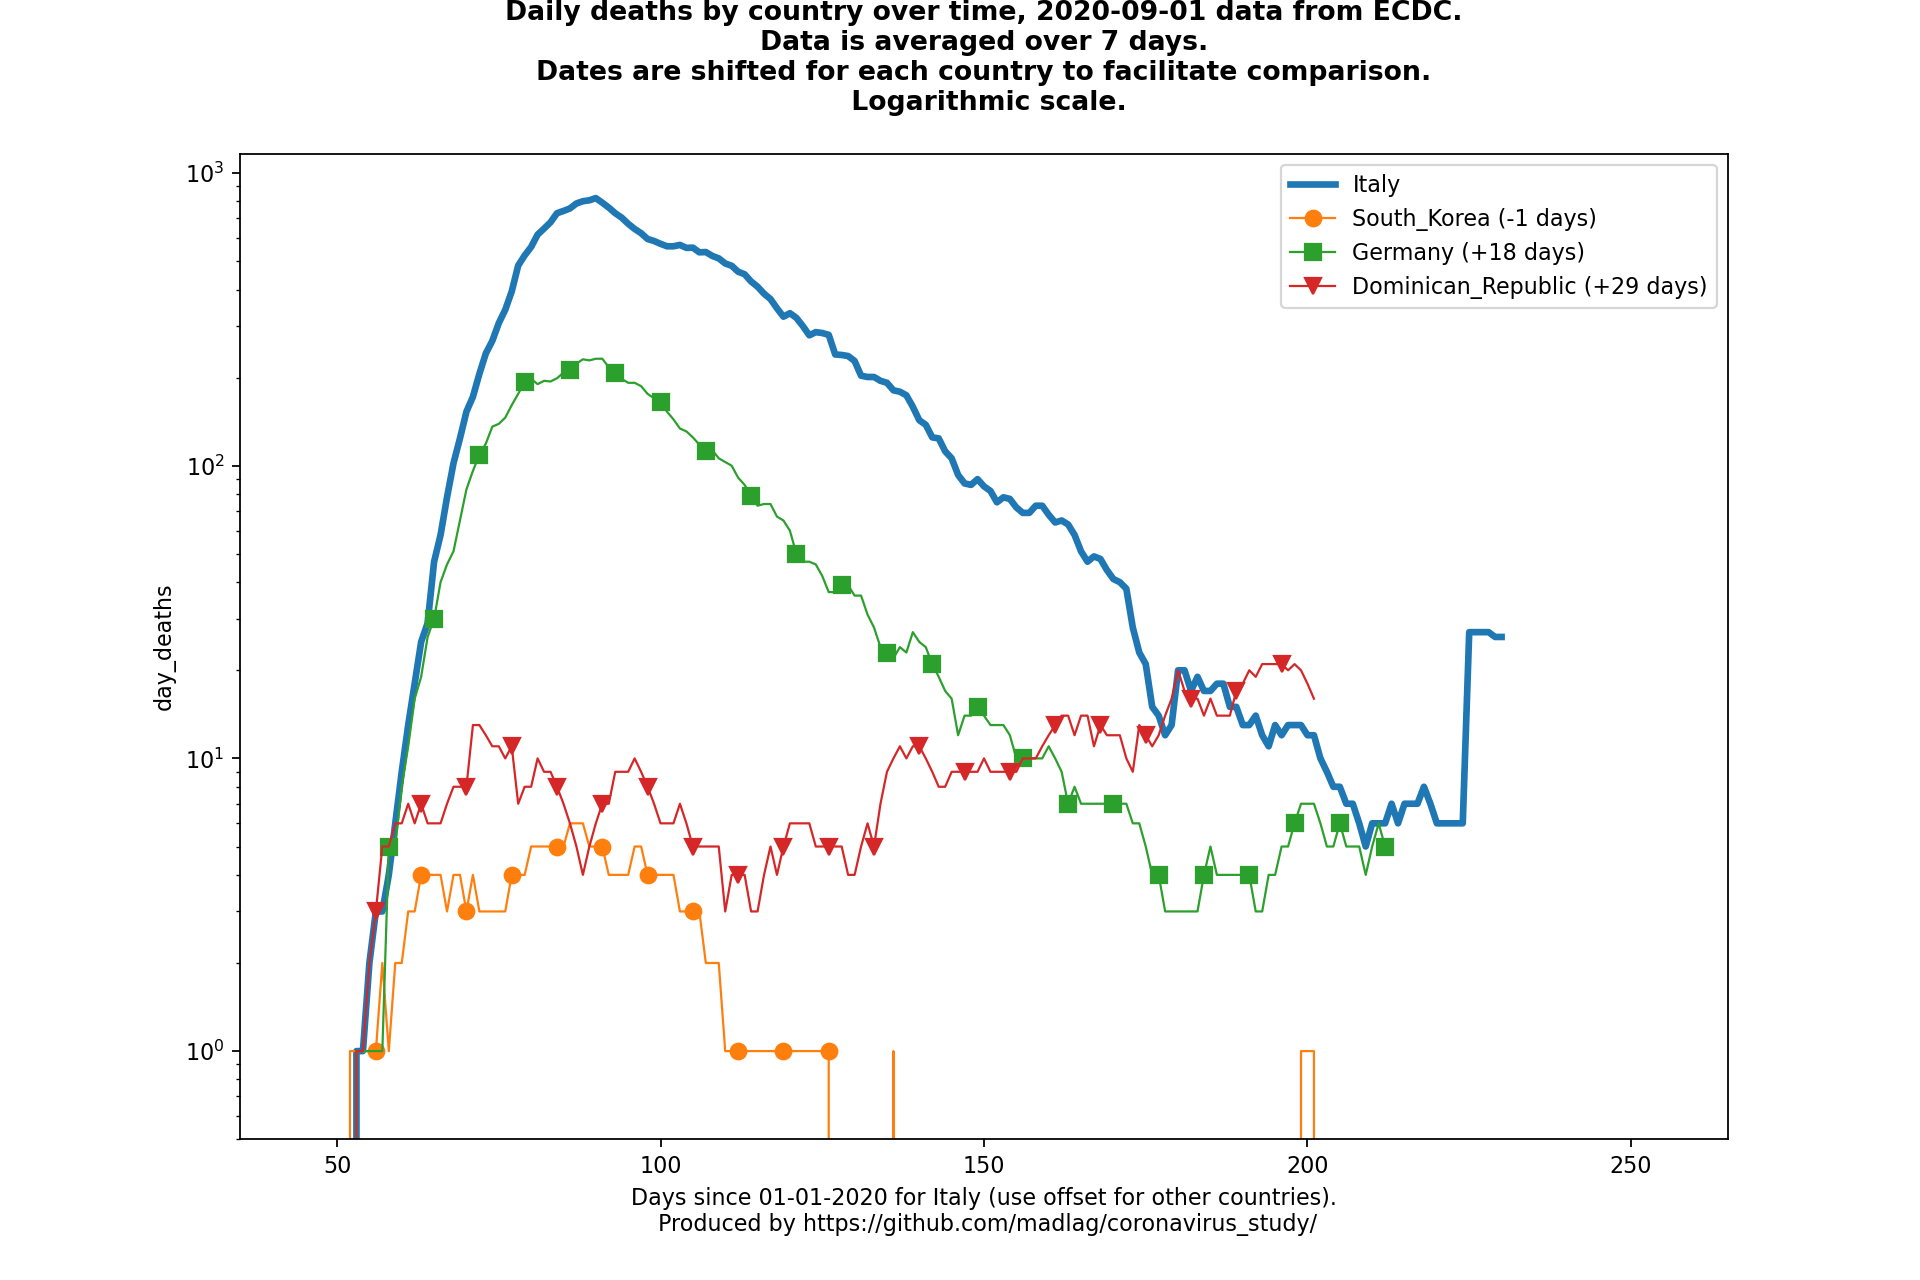 Daily deaths by country over time, 2020-09-01 data from ECDC.
Data is averaged over 7 days.
Dates are shifted for each country to facilitate comparison.
Logarithmic scale.
10³
10²
10¹
10⁰
day_deaths
Italy
South_Korea (-1 days)
Germany (+18 days)
Dominican_Republic (+29 days)
50 100 150 200 250
Days since 01-01-2020 for Italy (use offset for other countries).
Produced by https://github.com/madlag/coronavirus_study/